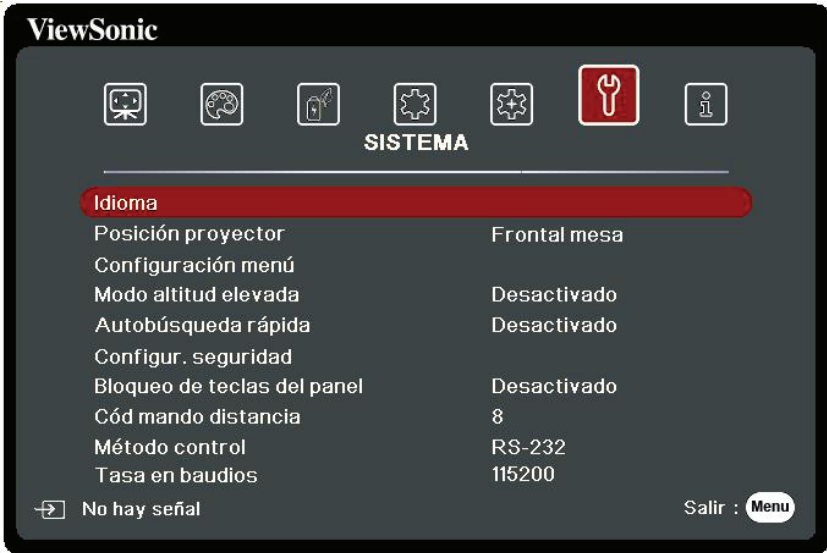 ViewSonic
SISTEMA
Idioma
Posición proyector Frontal mesa
Configuración menú
Modo altitud elevada Desactivado
Autobúsqueda rápida Desactivado
Configur. seguridad
Bloqueo de teclas del panel Desactivado
Cód mando distancia 8
Método control RS-232
Tasa en baudios 115200
No hay señal Salir : Menu